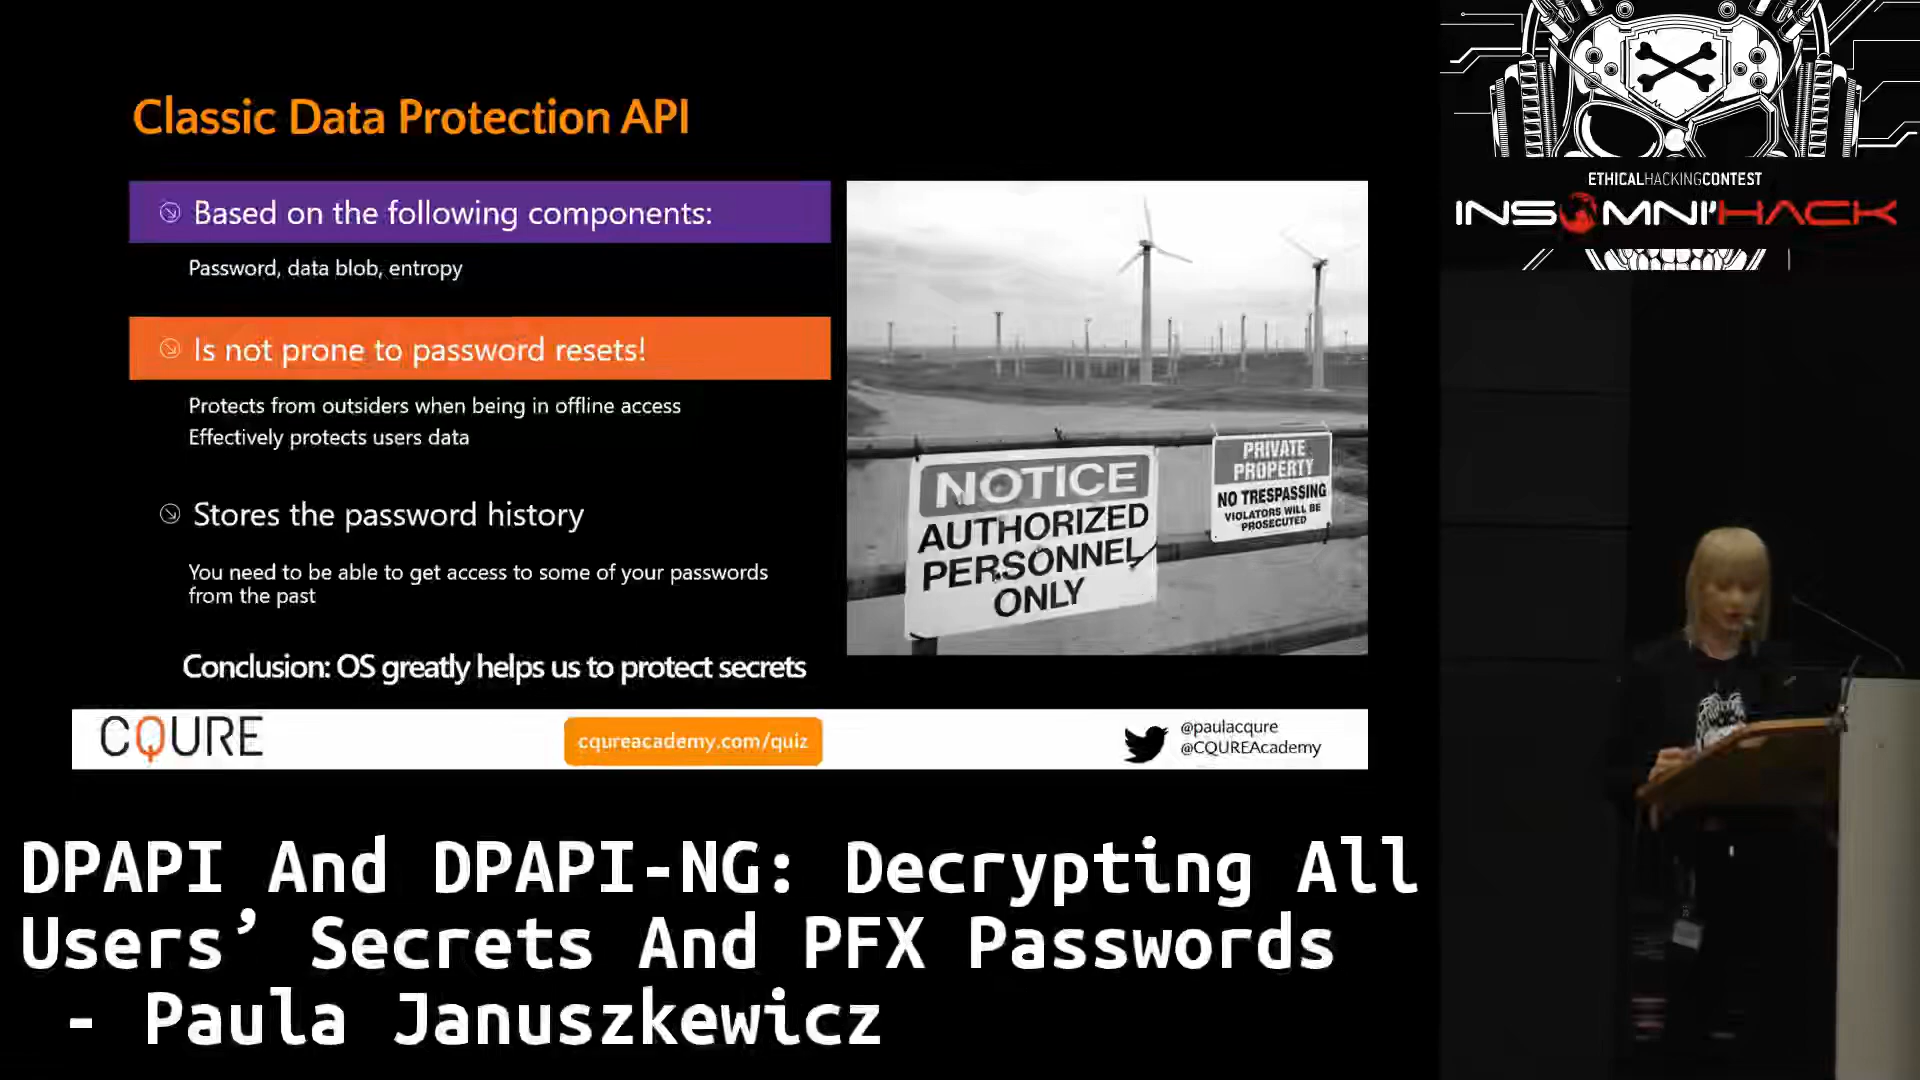 Classic Data Protection API
Based on the following components:
Password, data blob, entropy
Is not prone to password resets!
Protects from outsiders when being in offline access
Effectively protects users data
Stores the password history
You need to be able to get access to some of your passwords
from the past
Conclusion: OS greatly helps us to protect secrets
NOTICE
AUTHORIZED
PERSONNEL
ONLY
PRIVATE
PROPERTY
NO TRESPASSING
VIOLATORS WILL BE
PROSECUTED
CQURE
cqureacademy.com/quiz
@paulacqure
@CQUREAcademy
ETHICALHACKINGCONTEST
INSOMNI'HACK
DPAPI And DPAPI-NG: Decrypting All
Users’ Secrets And PFX Passwords
- Paula Januszkewicz